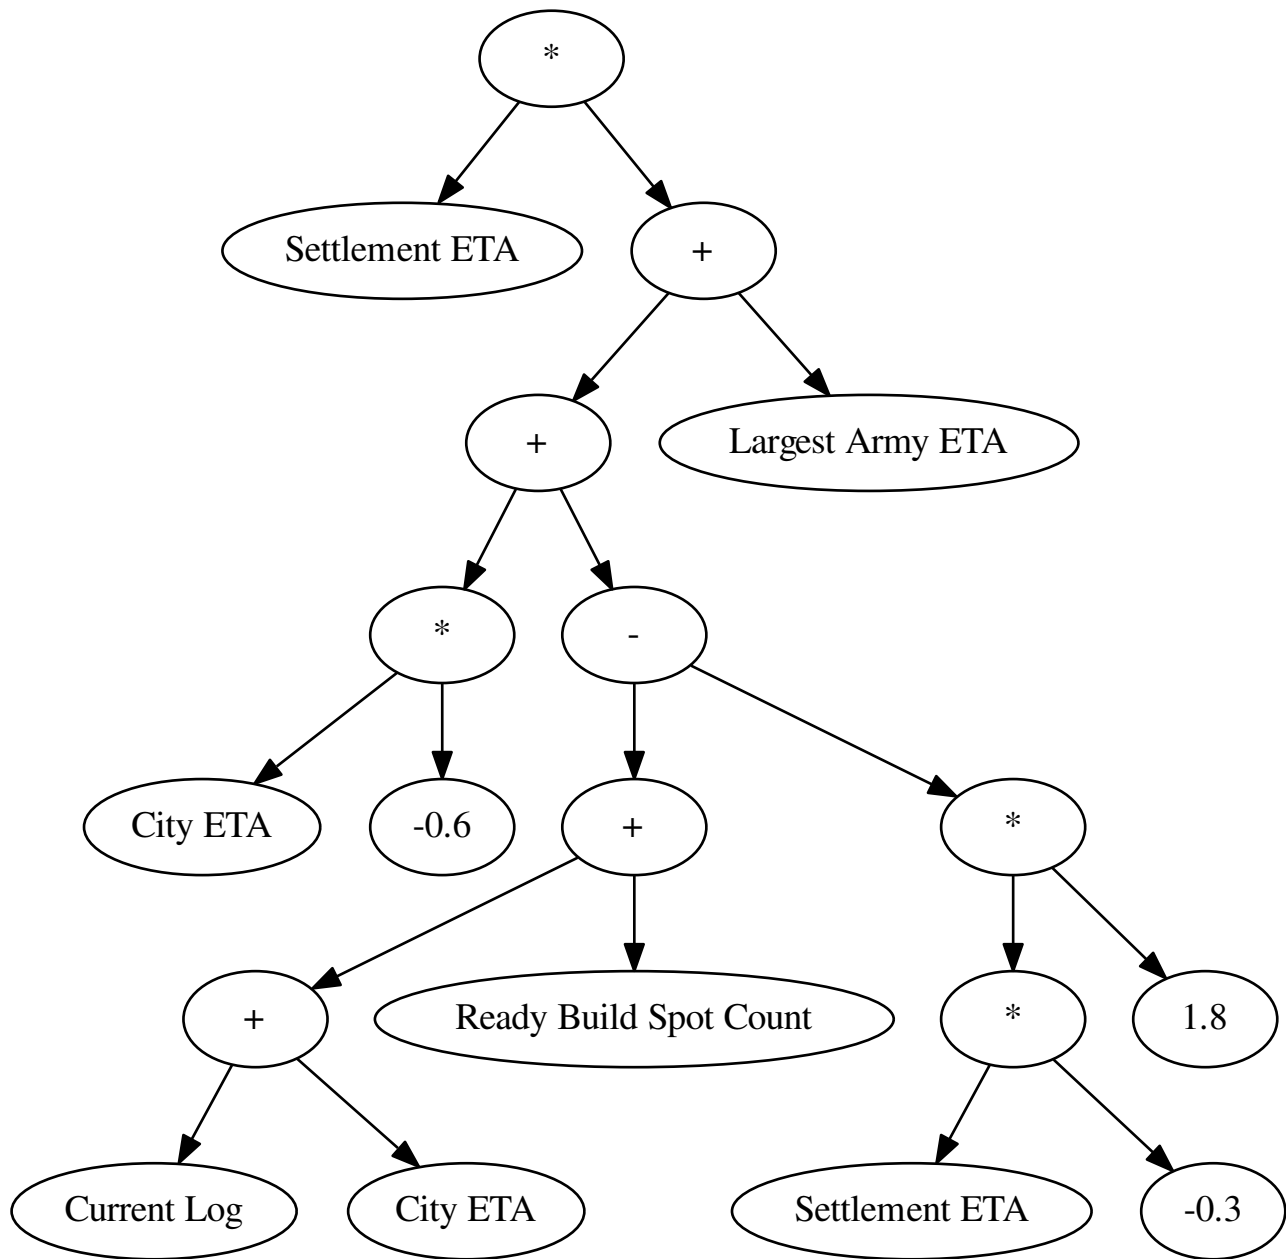 *
Settlement ETA
+
+
Largest Army ETA
*
-
City ETA
-0.6
+
*
+
Ready Build Spot Count
*
1.8
Current Log
City ETA
Settlement ETA
-0.3